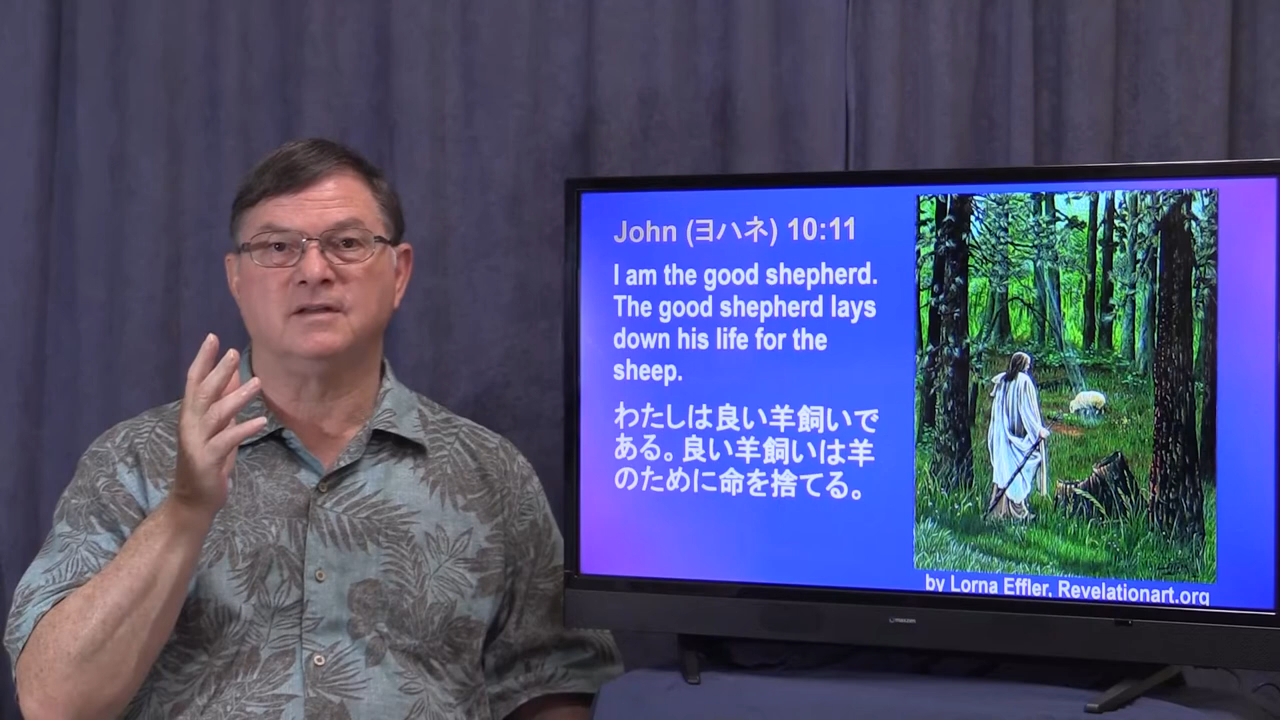 John (ヨハネ) 10:11
I am the good shepherd.
The good shepherd lays
down his life for the
sheep.
わたしは良い羊飼いで
ある。良い羊飼いは羊
のために命を捨てる。
by Lorna Effler, Revelationart.org